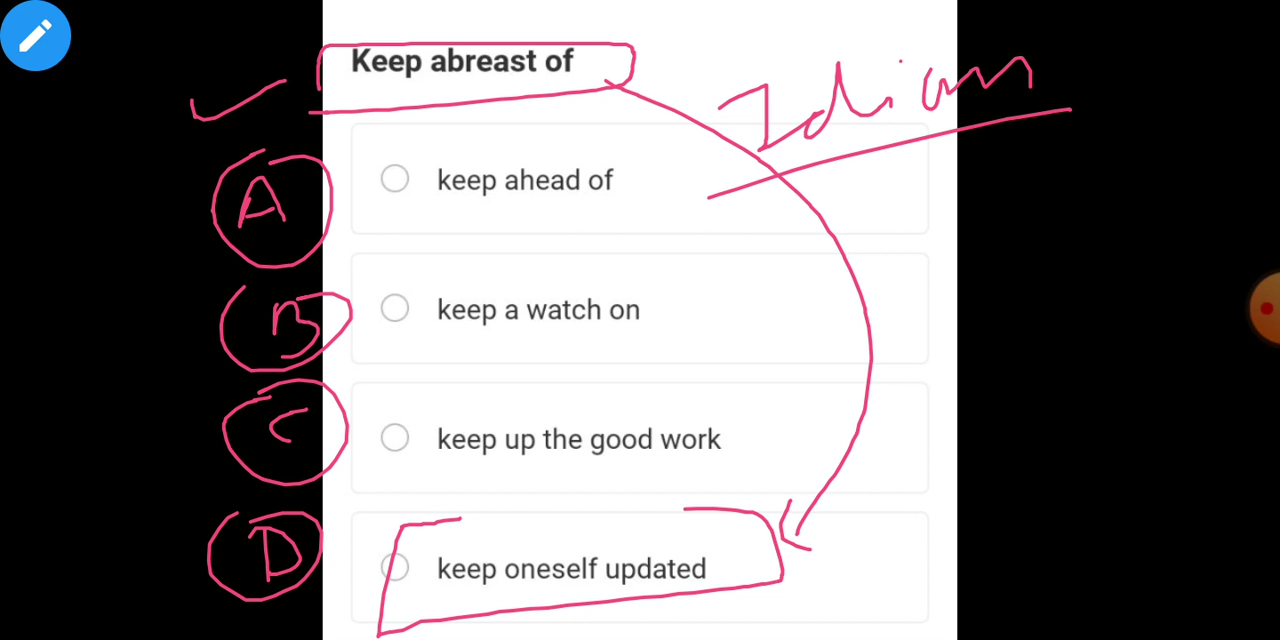 Keep abreast of
Idiom
A
keep ahead of
B
keep a watch on
C
keep up the good work
D
keep oneself updated